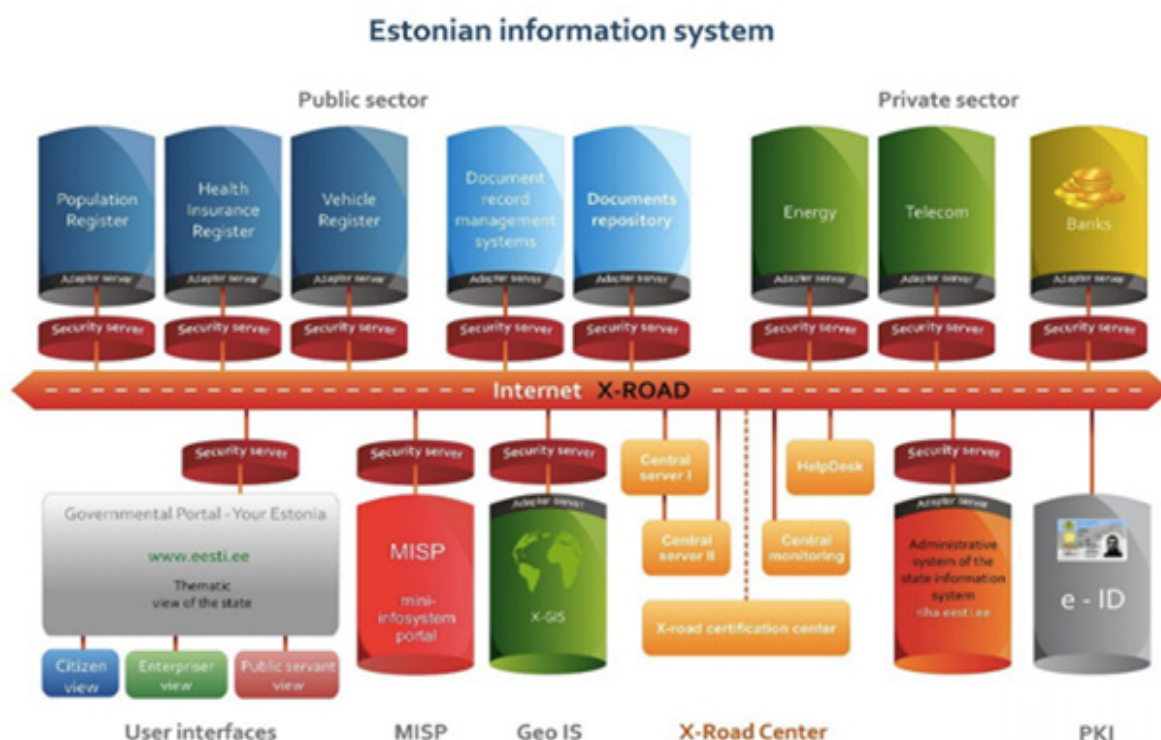 Estonian information system
Public sector
Private sector
Population
Register
Health
Insurance
Register
Vehicle
Register
Document
record
management
systems
Documents
repository
Energy
Telecom
Banks
Adapter server
Adapter server
Adapter server
Adapter server
Adapter server
Adapter server
Adapter server
Adapter server
Security server
Security server
Security server
Security server
Security server
Security server
Security server
Security server
Internet X-ROAD
Security server
Security server
Security server
Security server
Governmental Portal - Your Estonia
www.eesti.ee
Thematic
view of the state
Citizen
view
Enterpriser
view
Public servant
view
MISP
mini-
infosystem
portal
Adapter server
X-GIS
Central
server I
Central
server II
HelpDesk
Central
monitoring
X-road certification center
Adapter server
Administrative
system of the
state information
system
riha.eesti.ee
e - ID
User interfaces
MISP
Geo IS
X-Road Center
PKI